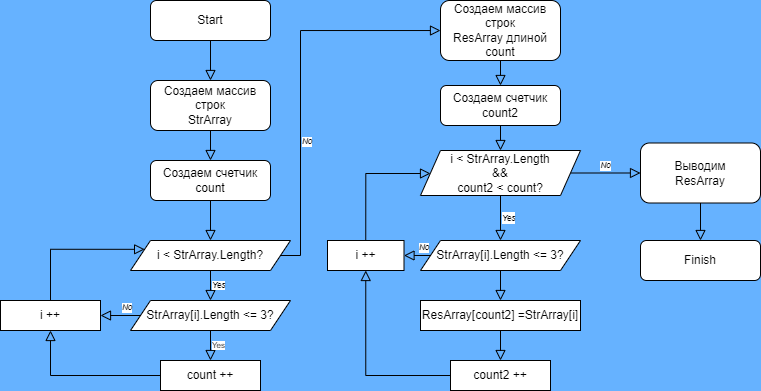 Start
Создаем массив
строк
StrArray
Создаем счетчик
count
i < StrArray.Length?
No
Yes
StrArray[i].Length <= 3?
No
i ++
Yes
count ++
Создаем массив
строк
ResArray длиной
count
Создаем счетчик
count2
i < StrArray.Length
&&
count2 < count?
No
Yes
StrArray[i].Length <= 3?
No
i ++
ResArray[count2] =StrArray[i]
count2 ++
Выводим
ResArray
Finish